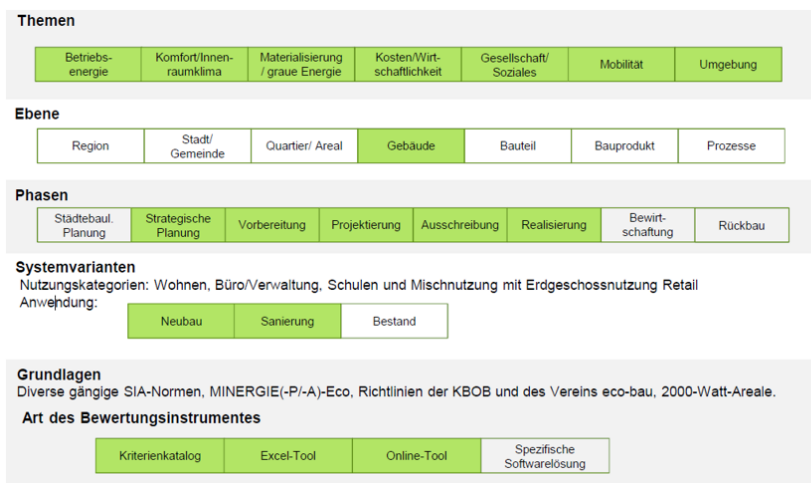 Themen
Betriebs-
energie
Komfort/Innen-
raumklima
Materialisierung
/ graue Energie
Kosten/Wirt-
schaftlichkeit
Gesellschaft/
Soziales
Mobilität
Umgebung
Ebene
Region
Stadt/
Gemeinde
Quartier/ Areal
Gebäude
Bauteil
Bauprodukt
Prozesse
Phasen
Städtebaul.
Planung
Strategische
Planung
Vorbereitung
Projektierung
Ausschreibung
Realisierung
Bewirt-
schaftung
Rückbau
Systemvarianten
Nutzungskategorien: Wohnen, Büro/Verwaltung, Schulen und Mischnutzung mit Erdgeschossnutzung Retail
Anwendung:
Neubau
Sanierung
Bestand
Grundlagen
Diverse gängige SIA-Normen, MINERGIE(-P/-A)-Eco, Richtlinien der KBOB und des Vereins eco-bau, 2000-Watt-Areale.
Art des Bewertungsinstrumentes
Kriterienkatalog
Excel-Tool
Online-Tool
Spezifische
Softwarelösung